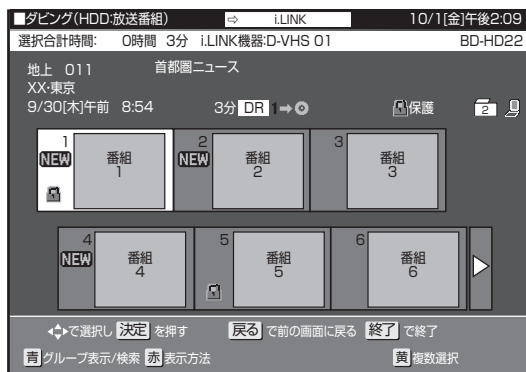 ■ダビング(HDD:放送番組) ⇨ i.LINK 10/1[金]午後2:09
選択合計時間: 0時間 3分 i.LINK機器:D-VHS 01 BD-HD22
地上 011 首都圏ニュース
XX・東京
9/30[木]午前 8:54 3分 DR 1➡ 保護 2
1 2 3
NEW 番組 1 NEW 番組 2 番組 3
4 5 6
NEW 番組 4 番組 5 番組 6
で選択し 決定 を押す 戻る で前の画面に戻る 終了 で終了
青 グループ表示/検索 赤 表示方法 黄 複数選択